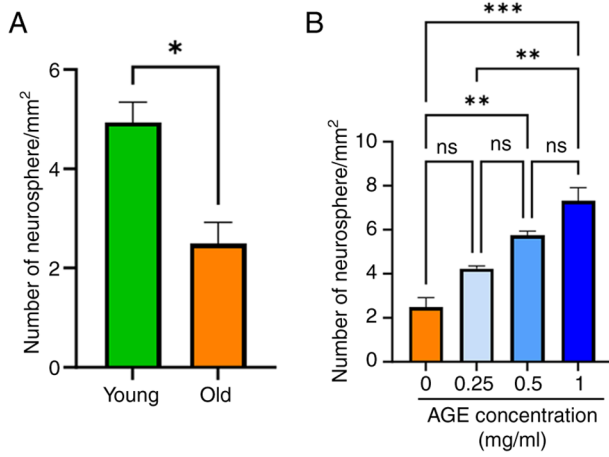 A
Number of neurosphere/mm²
6
4
2
0
*
Young Old
B
Number of neurosphere/mm²
10
8
6
4
2
0
***
**
**
ns ns ns
0 0.25 0.5 1
AGE concentration
(mg/ml)